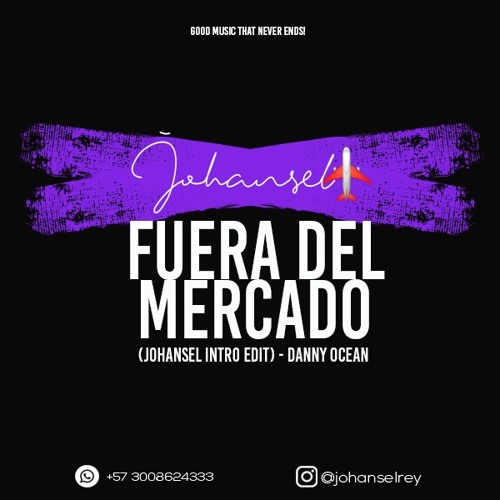 GOOD MUSIC THAT NEVER ENDS!
Johansel
FUERA DEL
MERCADO
(JOHANSEL INTRO EDIT) - DANNY OCEAN
+57 3008624333
@johanselrey